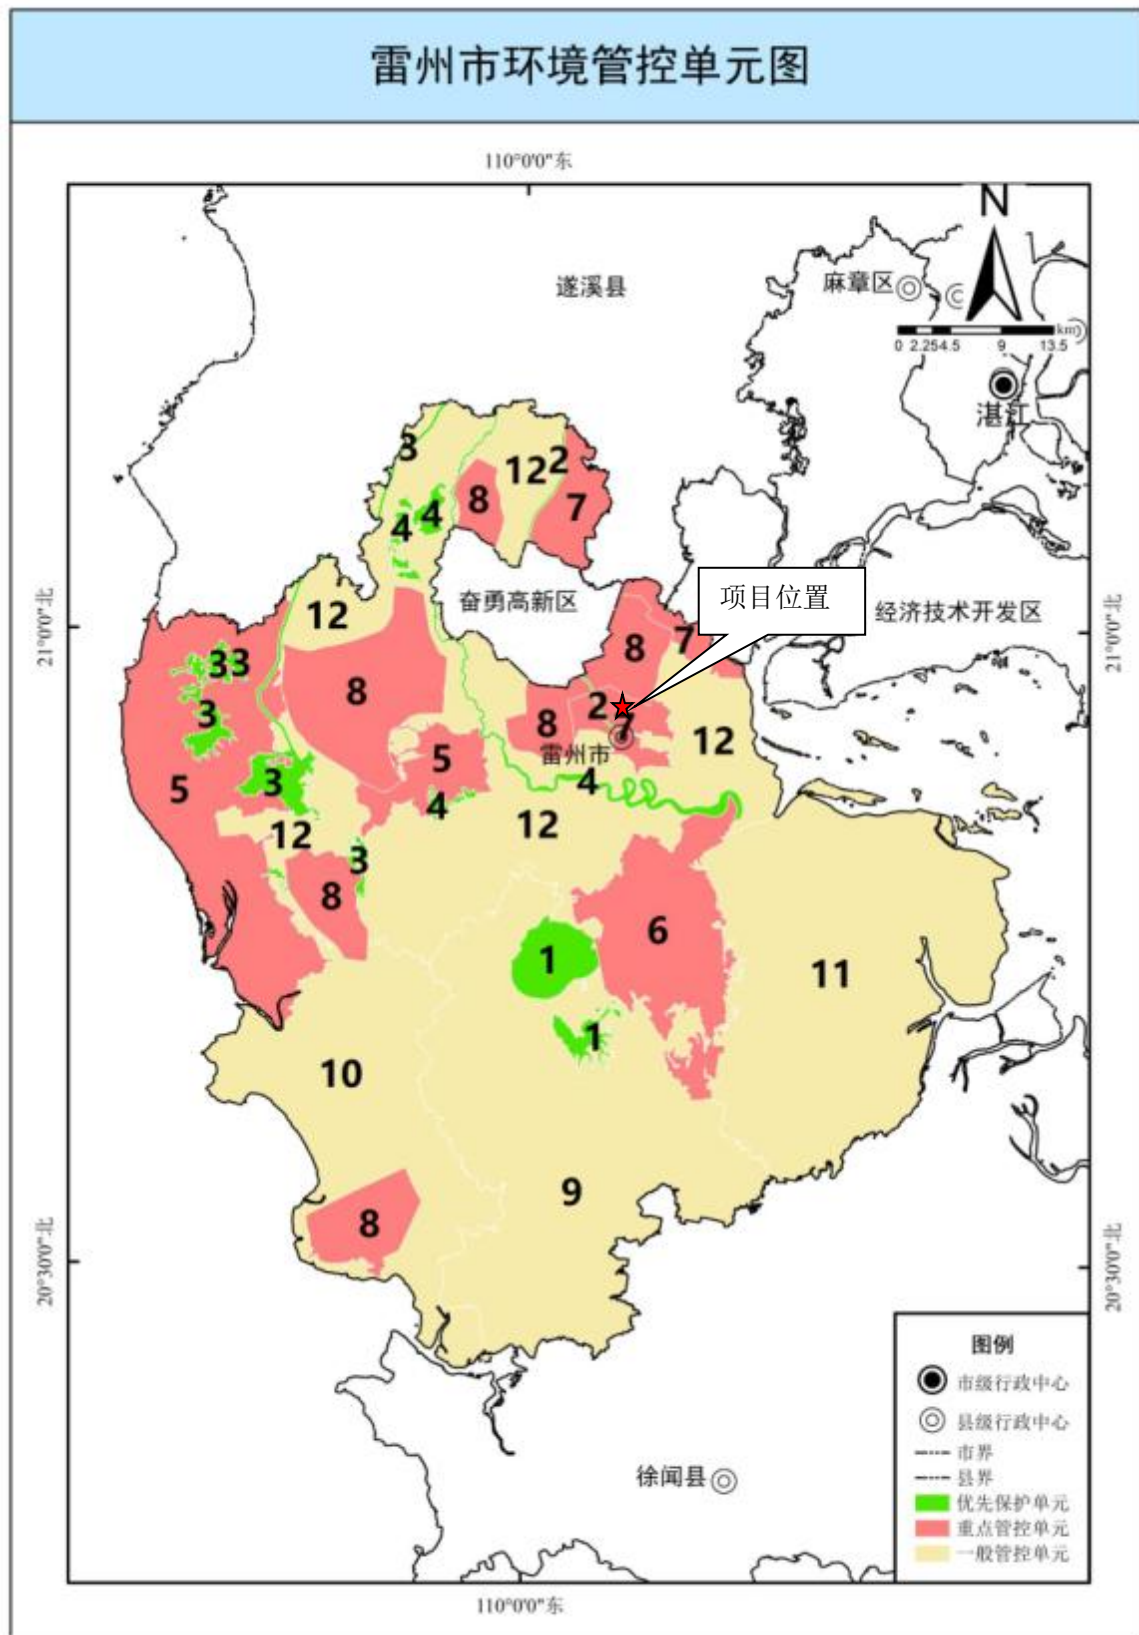 雷州市环境管控单元图
110°0'0"东
N
遂溪县
麻章区
km
0 2.254.5 9 13.5
湛江
3
12 2
8
7
4
4
奋勇高新区
项目位置
经济技术开发区
21°0'0"北
21°0'0"北
12
8
7
33
8
3
2
8
7
12
雷州市
5
3
5
4
4
12
12
3
8
6
1
11
1
10
9
8
20°30'0"北
20°30'0"北
图例
市级行政中心
县级行政中心
市界
县界
优先保护单元
重点管控单元
一般管控单元
徐闻县
110°0'0"东